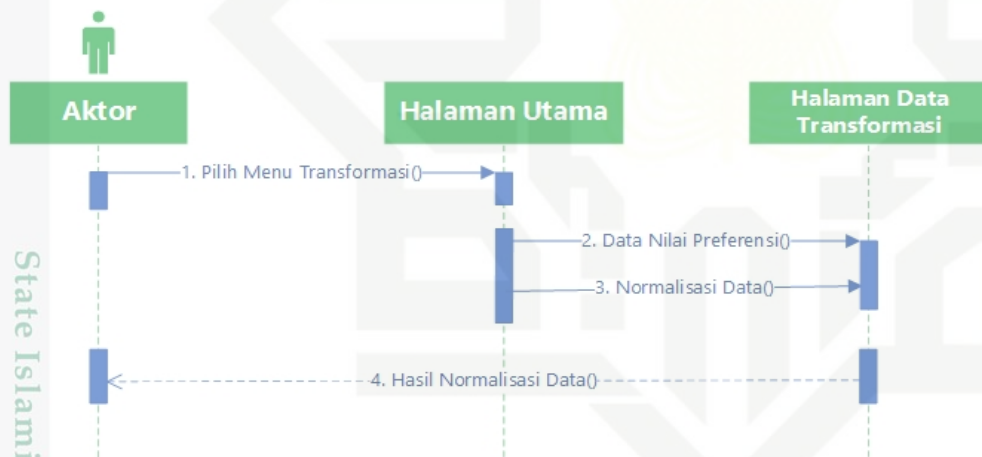 Aktor
Halaman Utama
Halaman Data
Transformasi
1. Pilih Menu Transformasi()
2. Data Nilai Preferensi()
3. Normalisasi Data()
4. Hasil Normalisasi Data()
State Islami